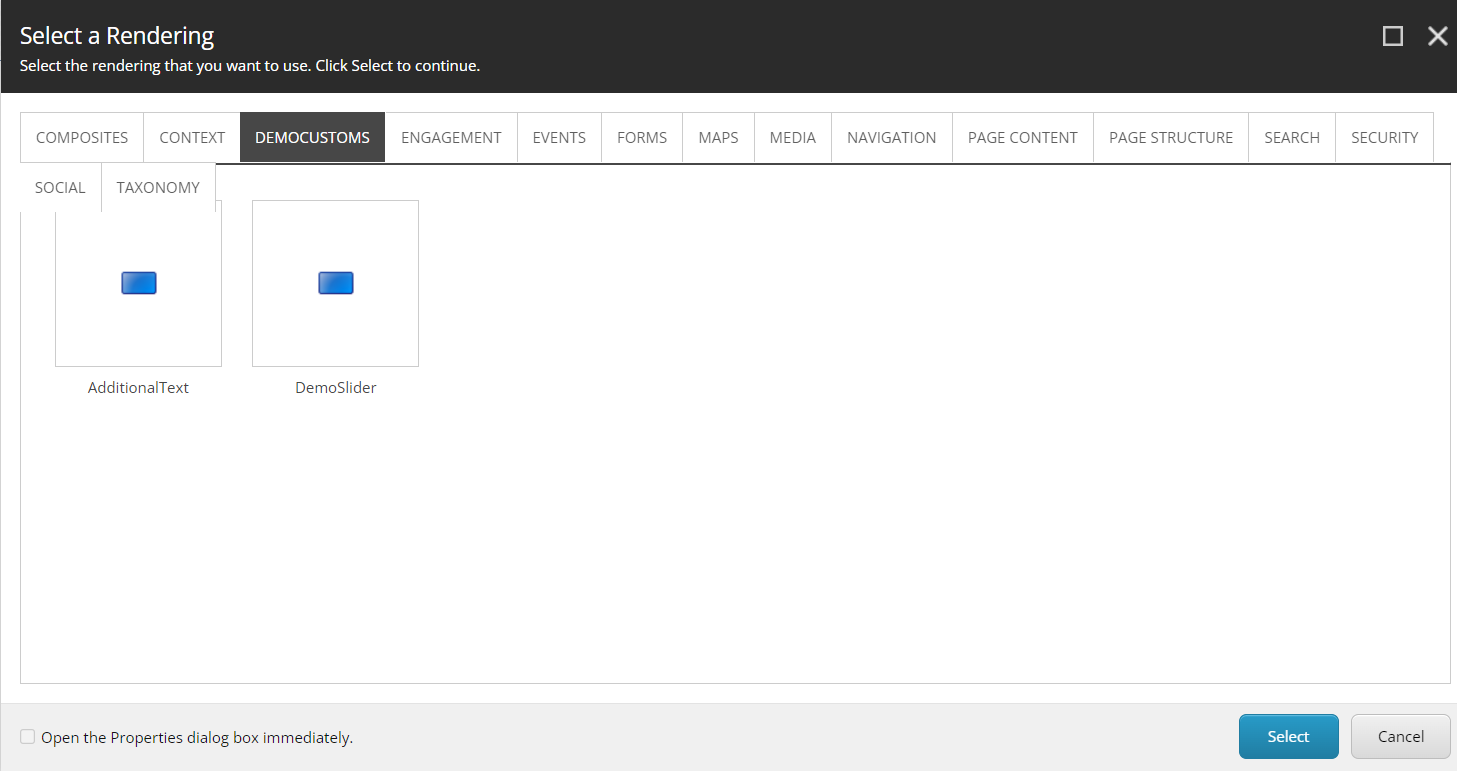 Select a Rendering
Select the rendering that you want to use. Click Select to continue.
COMPOSITES CONTEXT DEMOCUSTOMS ENGAGEMENT EVENTS FORMS MAPS MEDIA NAVIGATION PAGE CONTENT PAGE STRUCTURE SEARCH SECURITY
SOCIAL TAXONOMY
AdditionalText DemoSlider
Open the Properties dialog box immediately. Select Cancel